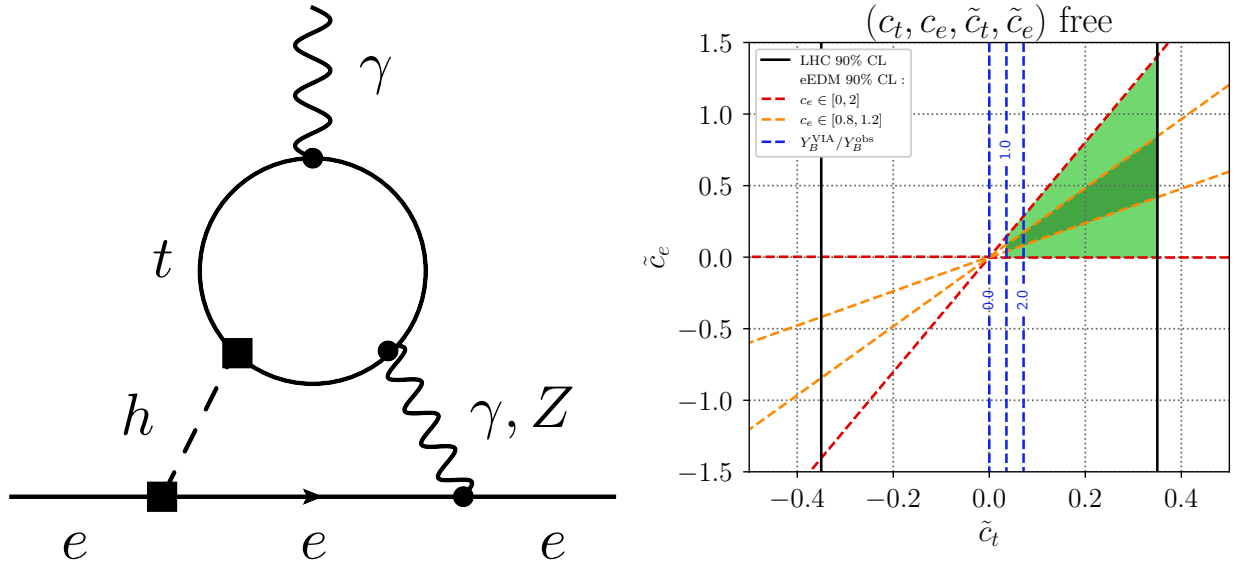 γ
t
h
γ, Z
e
e
e
(c_t, c_e, c̃_t, c̃_e) free
LHC 90% CL
eEDM 90% CL :
c_e ∈ [0, 2]
c_e ∈ [0.8, 1.2]
Y_B^VIA/Y_B^obs
1.5
1.0
0.5
0.0
−0.5
−1.0
−1.5
c̃_e
1.0
0.0
2.0
−0.4
−0.2
0.0
0.2
0.4
c̃_t